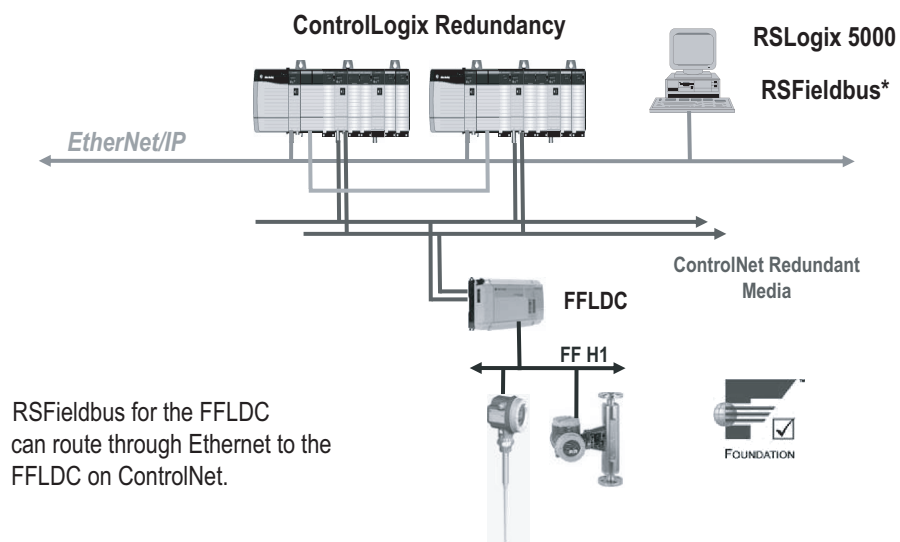 ControlLogix Redundancy
RSLogix 5000
RSFieldbus*
EtherNet/IP
ControlNet Redundant
Media
FFLDC
FF H1
RSFieldbus for the FFLDC
can route through Ethernet to the
FFLDC on ControlNet.
™
FOUNDATION